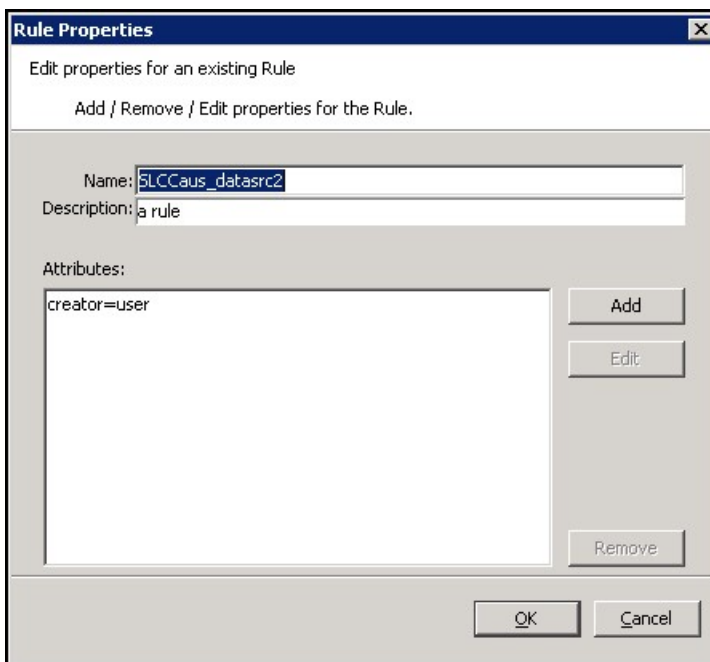 Rule Properties
Edit properties for an existing Rule
Add / Remove / Edit properties for the Rule.
Name: SLCCaus_datasrc2
Description: a rule
Attributes:
creator=user
Add
Edit
Remove
OK Cancel